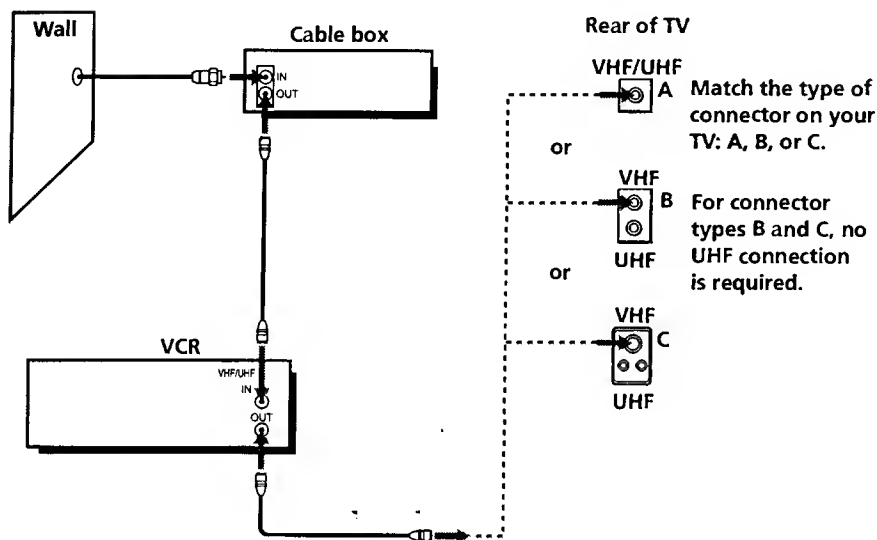 Wall
Cable box
IN
OUT
VCR
VHF/UHF
IN
OUT
Rear of TV
VHF/UHF
A
Match the type of
connector on your
TV: A, B, or C.
or
VHF
B
UHF
For connector
types B and C, no
UHF connection
is required.
or
VHF
C
UHF